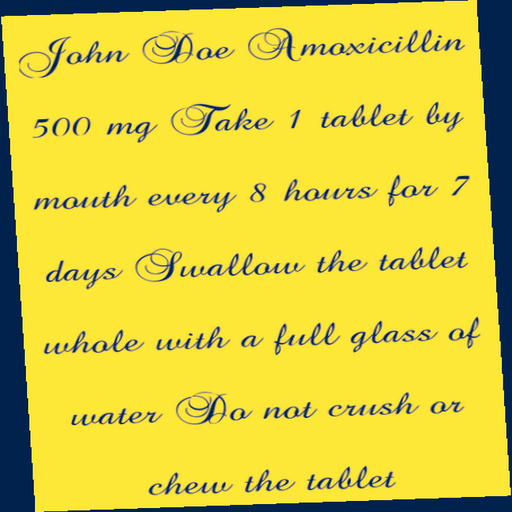 John Doe Amoxicillin
500 mg Take 1 tablet by
mouth every 8 hours for 7
days Swallow the tablet
whole with a full glass of
water Do not crush or
chew the tablet